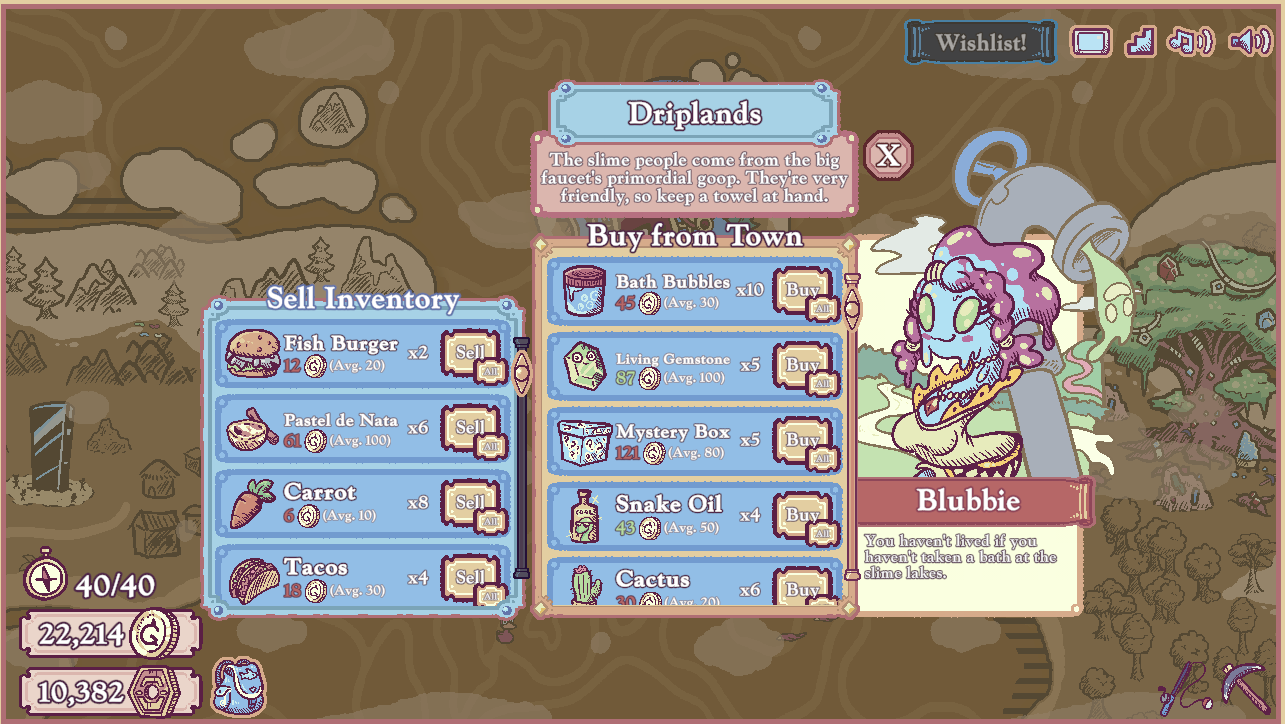 Wishlist!
Driplands
The slime people come from the big
faucet's primordial goop. They're very
friendly, so keep a towel at hand.
X
Sell Inventory
Fish Burger
12 (Avg. 20)
x2
Sell
All!
Pastel de Nata
61 (Avg. 100)
x6
Sell
All!
Carrot
6 (Avg. 10)
x8
Sell
All!
Tacos
18 (Avg. 30)
x4
Sell
All!
Buy from Town
Bath Bubbles
45 (Avg. 30)
x10
Buy
All!
Living Gemstone
87 (Avg. 100)
x5
Buy
All!
Mystery Box
121 (Avg. 80)
x5
Buy
All!
Snake Oil
43 (Avg. 50)
x4
Buy
All!
Cactus
30 (Avg. 20)
x6
Buy
All!
Blubbie
You haven't lived if you
haven't taken a bath at the
slime lakes.
40/40
22,214
10,382